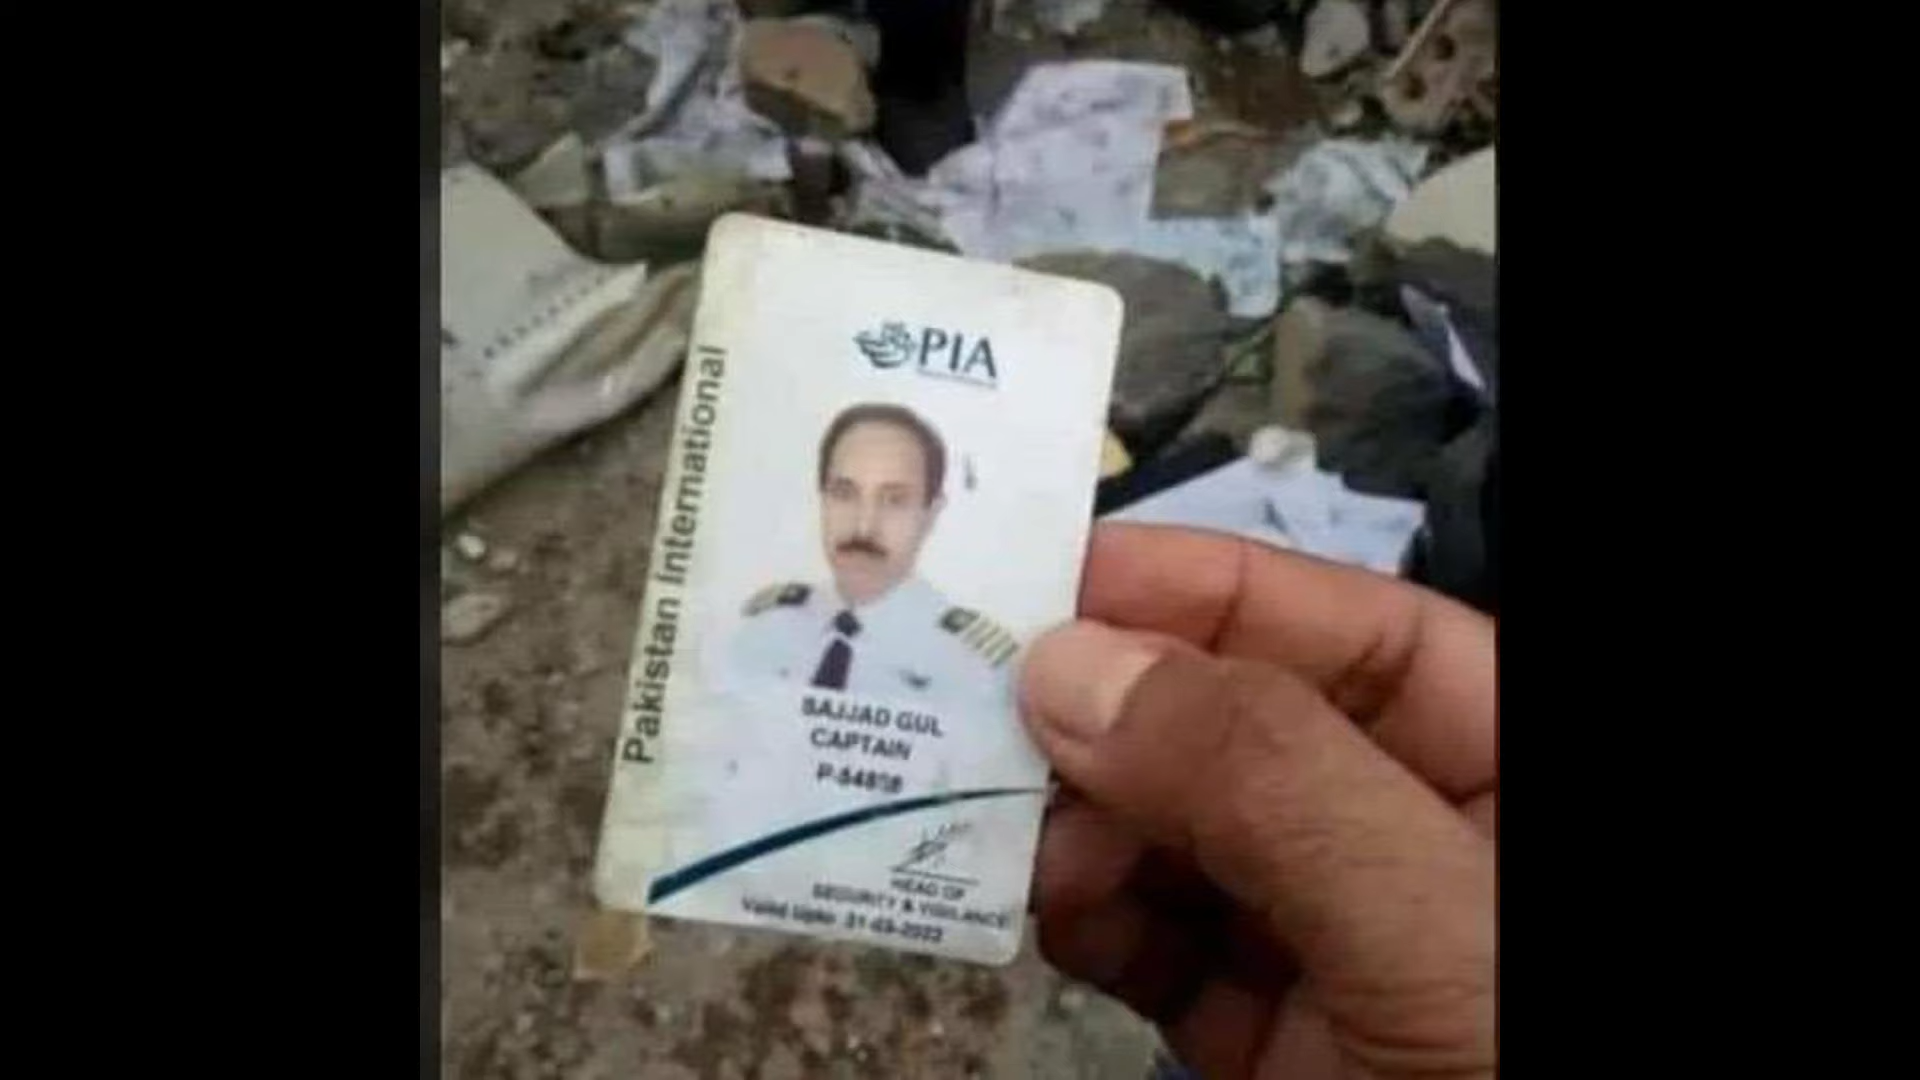 PIA
Pakistan International
SAJJAD GUL
CAPTAIN
HEAD OF
SECURITY & VIGILANCE
Valid Upto